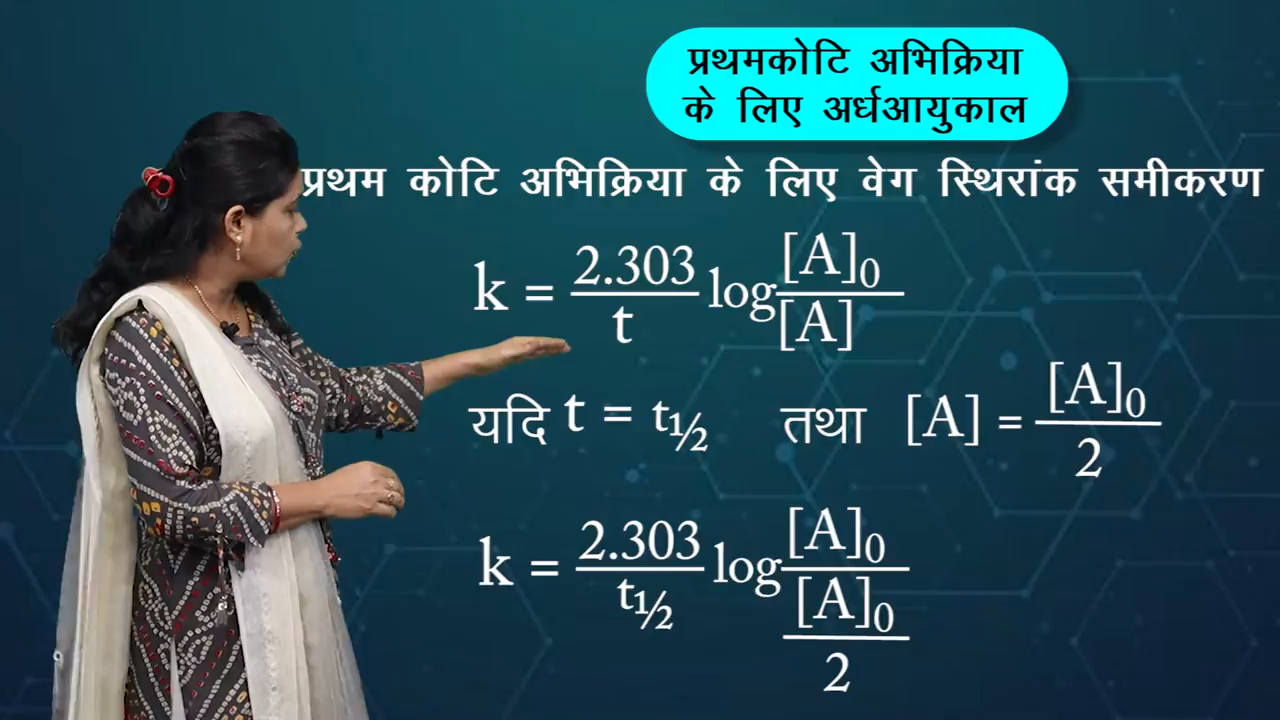 प्रथमकोटि अभिक्रिया
के लिए अर्धआयुकाल
प्रथम कोटि अभिक्रिया के लिए वेग स्थिरांक समीकरण
k = 2.303/t log [A]₀/[A]
यदि t = t½ तथा [A] = [A]₀/2
k = 2.303/t½ log [A]₀/[A]₀/2